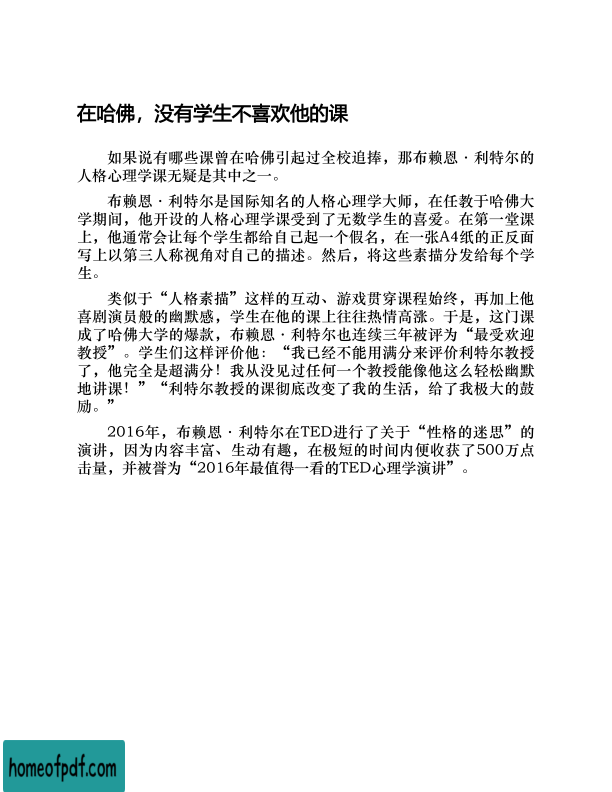 在哈佛，没有学生不喜欢他的课
如果说有哪些课曾在哈佛引起过全校追捧，那布赖恩·利特尔的
人格心理学课无疑是其中之一。
布赖恩·利特尔是国际知名的人格心理学大师，在任教于哈佛大
学期间，他开设的人格心理学课受到了无数学生的喜爱。在第一堂课
上，他通常会让每个学生都给自己起一个假名，在一张A4纸的正反面
写上以第三人称视角对自己的描述。然后，将这些素描分发给每个学
生。
类似于“人格素描”这样的互动、游戏贯穿课程始终，再加上他
喜剧演员般的幽默感，学生在他的课上往往热情高涨。于是，这门课
成了哈佛大学的爆款，布赖恩·利特尔也连续三年被评为“最受欢迎
教授”。学生们这样评价他：“我已经不能用满分来评价利特尔教授
了，他完全是超满分！我从没见过任何一个教授能像他这么轻松幽默
地讲课！”“利特尔教授的课彻底改变了我的生活，给了我极大的鼓
励。”
2016年，布赖恩·利特尔在TED进行了关于“性格的迷思”的
演讲，因为内容丰富、生动有趣，在极短的时间内便收获了500万点
击量，并被誉为“2016年最值得一看的TED心理学演讲”。
homeofpdf.com